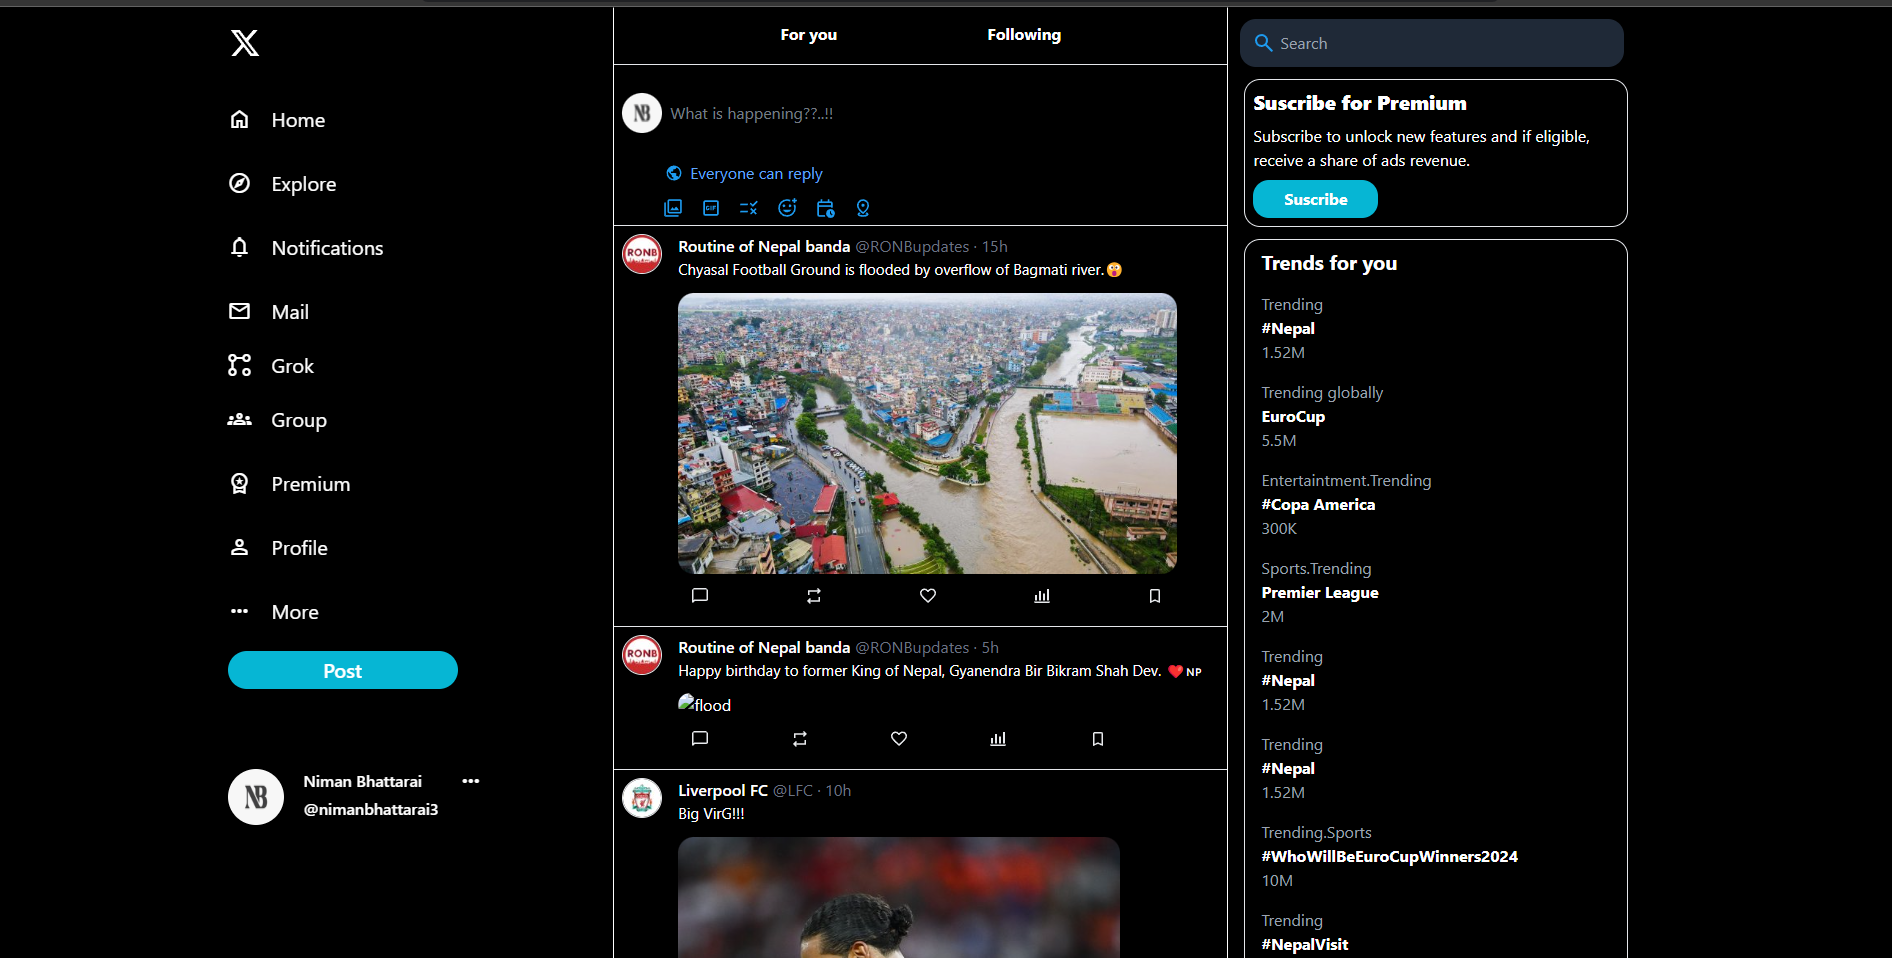 Home
Explore
Notifications
Mail
Grok
Group
Premium
Profile
More
Post
NB
Niman Bhattarai
@nimanbhattarai3
For you
Following
NB
What is happening??..!!
Everyone can reply
GIF
RONB
Routine of Nepal banda @RONBupdates · 15h
Chyasal Football Ground is flooded by overflow of Bagmati river.😲
RONB
Routine of Nepal banda @RONBupdates · 5h
Happy birthday to former King of Nepal, Gyanendra Bir Bikram Shah Dev. ❤️NP
flood
Liverpool FC @LFC · 10h
Big VirG!!!
Search
Suscribe for Premium
Subscribe to unlock new features and if eligible,
receive a share of ads revenue.
Suscribe
Trends for you
Trending
#Nepal
1.52M
Trending globally
EuroCup
5.5M
Entertaintment.Trending
#Copa America
300K
Sports.Trending
Premier League
2M
Trending
#Nepal
1.52M
Trending
#Nepal
1.52M
Trending.Sports
#WhoWillBeEuroCupWinners2024
10M
Trending
#NepalVisit